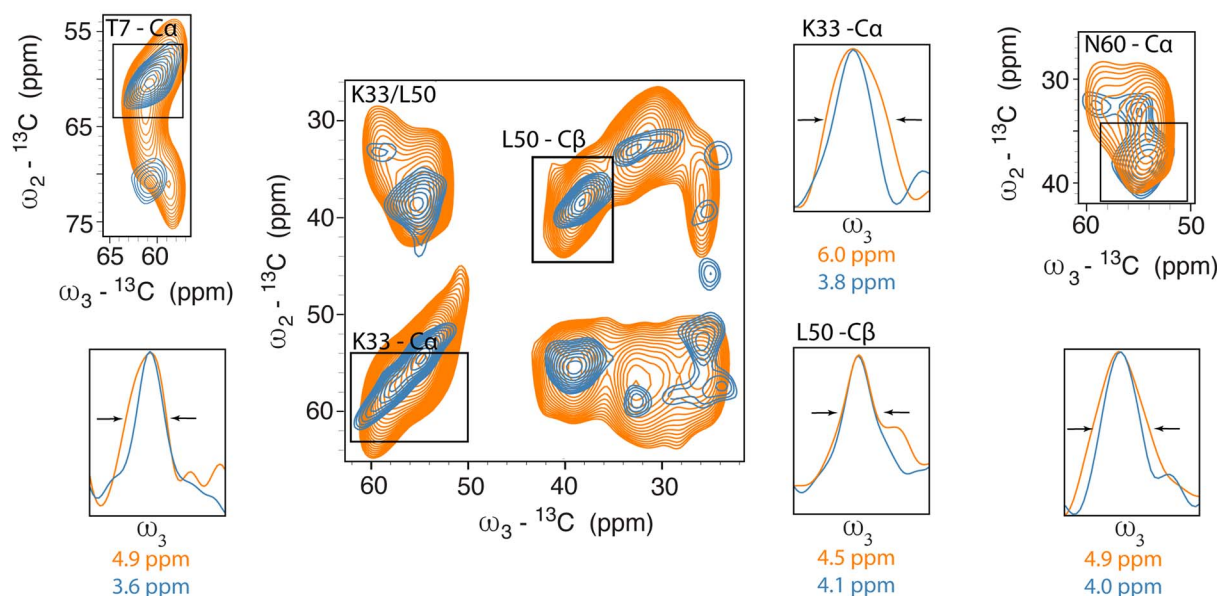 T7 - Cα
55
65
75
ω2 - 13C (ppm)
65 60
ω3 - 13C (ppm)
ω3
4.9 ppm
3.6 ppm
K33/L50
L50 - Cβ
K33 - Cα
30
40
50
60
ω2 - 13C (ppm)
60 50 40 30
ω3 - 13C (ppm)
K33 -Cα
ω3
6.0 ppm
3.8 ppm
L50 -Cβ
ω3
4.5 ppm
4.1 ppm
N60 - Cα
30
40
ω2 - 13C (ppm)
60 50
ω3 - 13C (ppm)
ω3
4.9 ppm
4.0 ppm